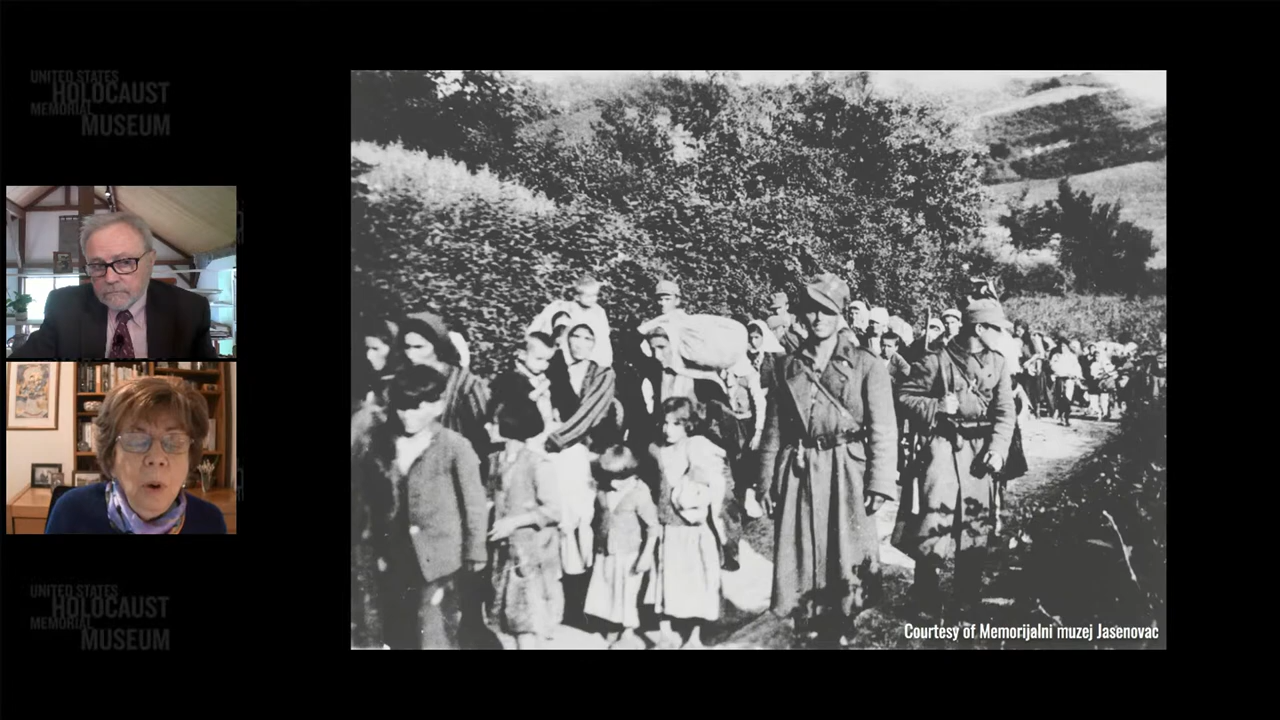 UNITED STATES
HOLOCAUST
MEMORIAL
MUSEUM
Courtesy of Memorijalni muzej Jasenovac
UNITED STATES
HOLOCAUST
MEMORIAL
MUSEUM